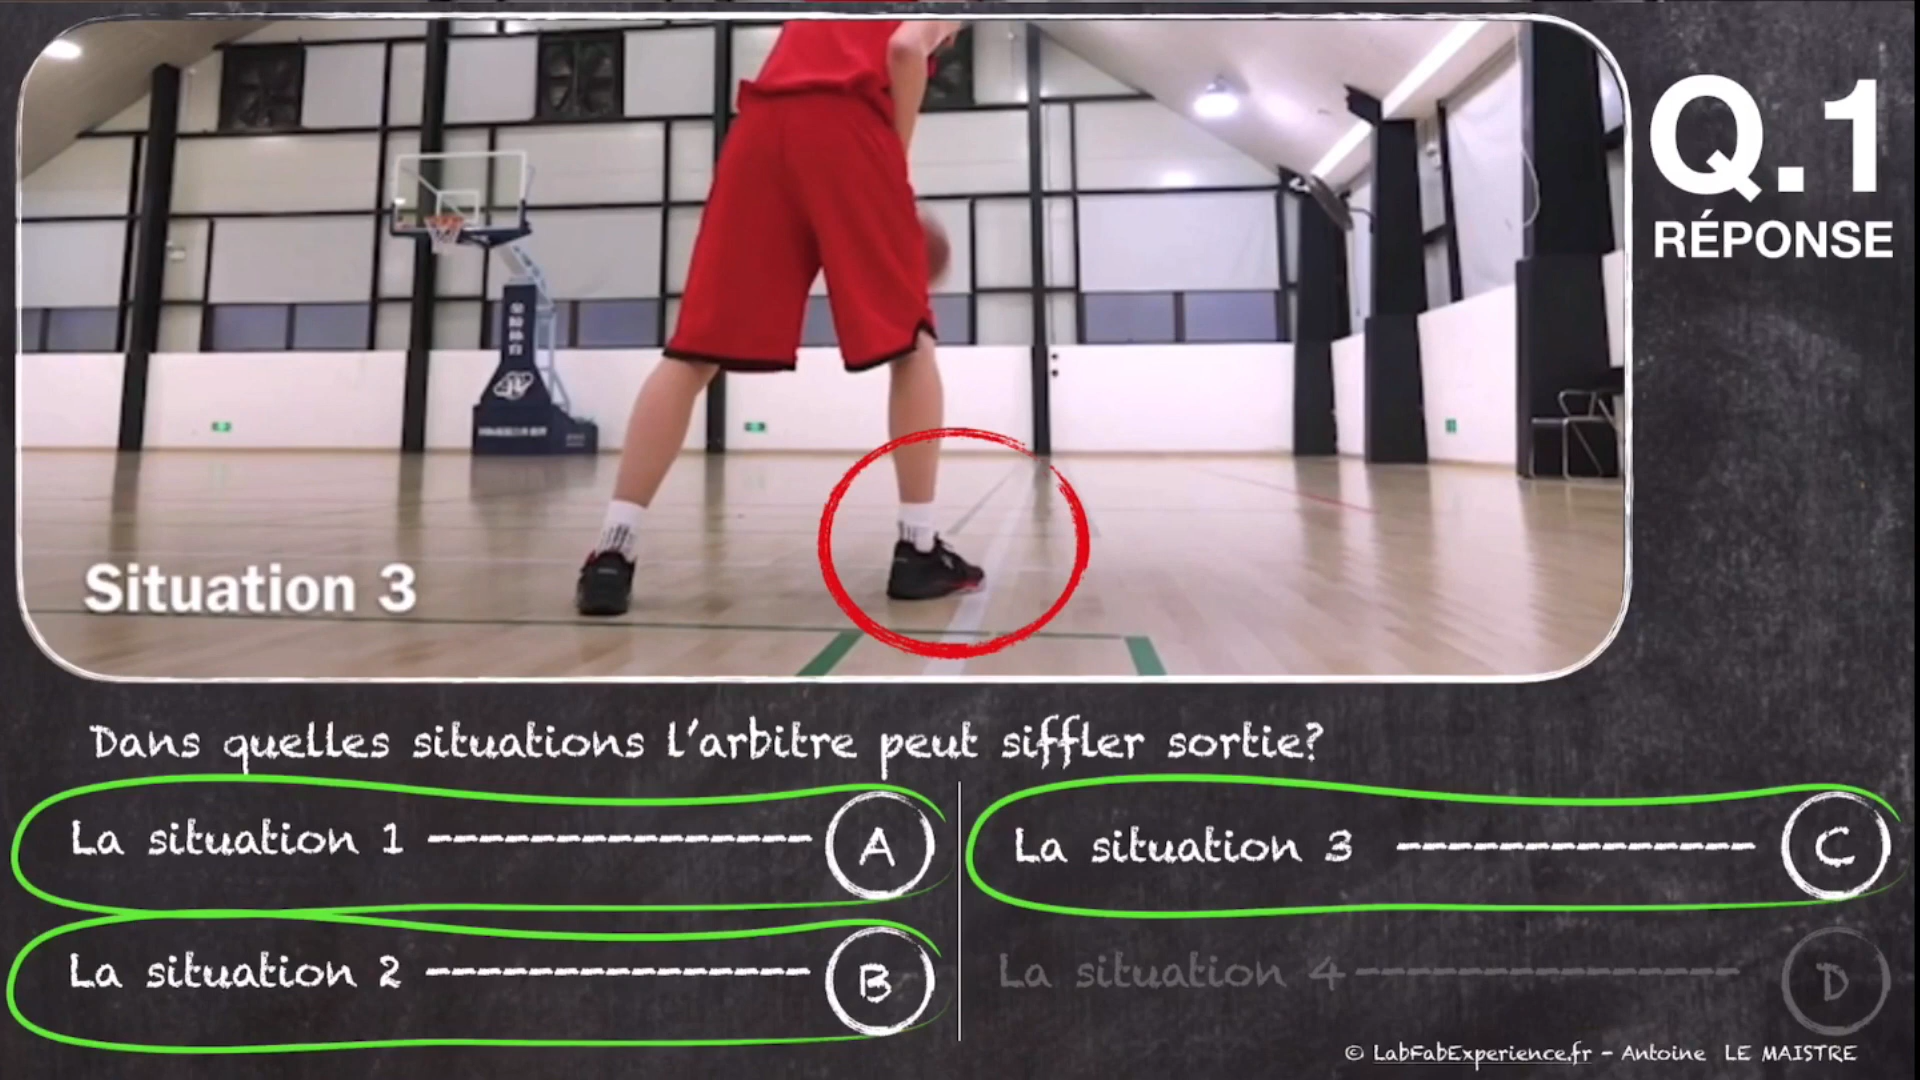 Q.1
RÉPONSE
Situation 3
Dans quelles situations l'arbitre peut siffler sortie?
La situation 1 --------------- A
La situation 2 --------------- B
La situation 3 -------------- C
La situation 4 --------------- D
© LabFabExperience.fr - Antoine LE MAISTRE